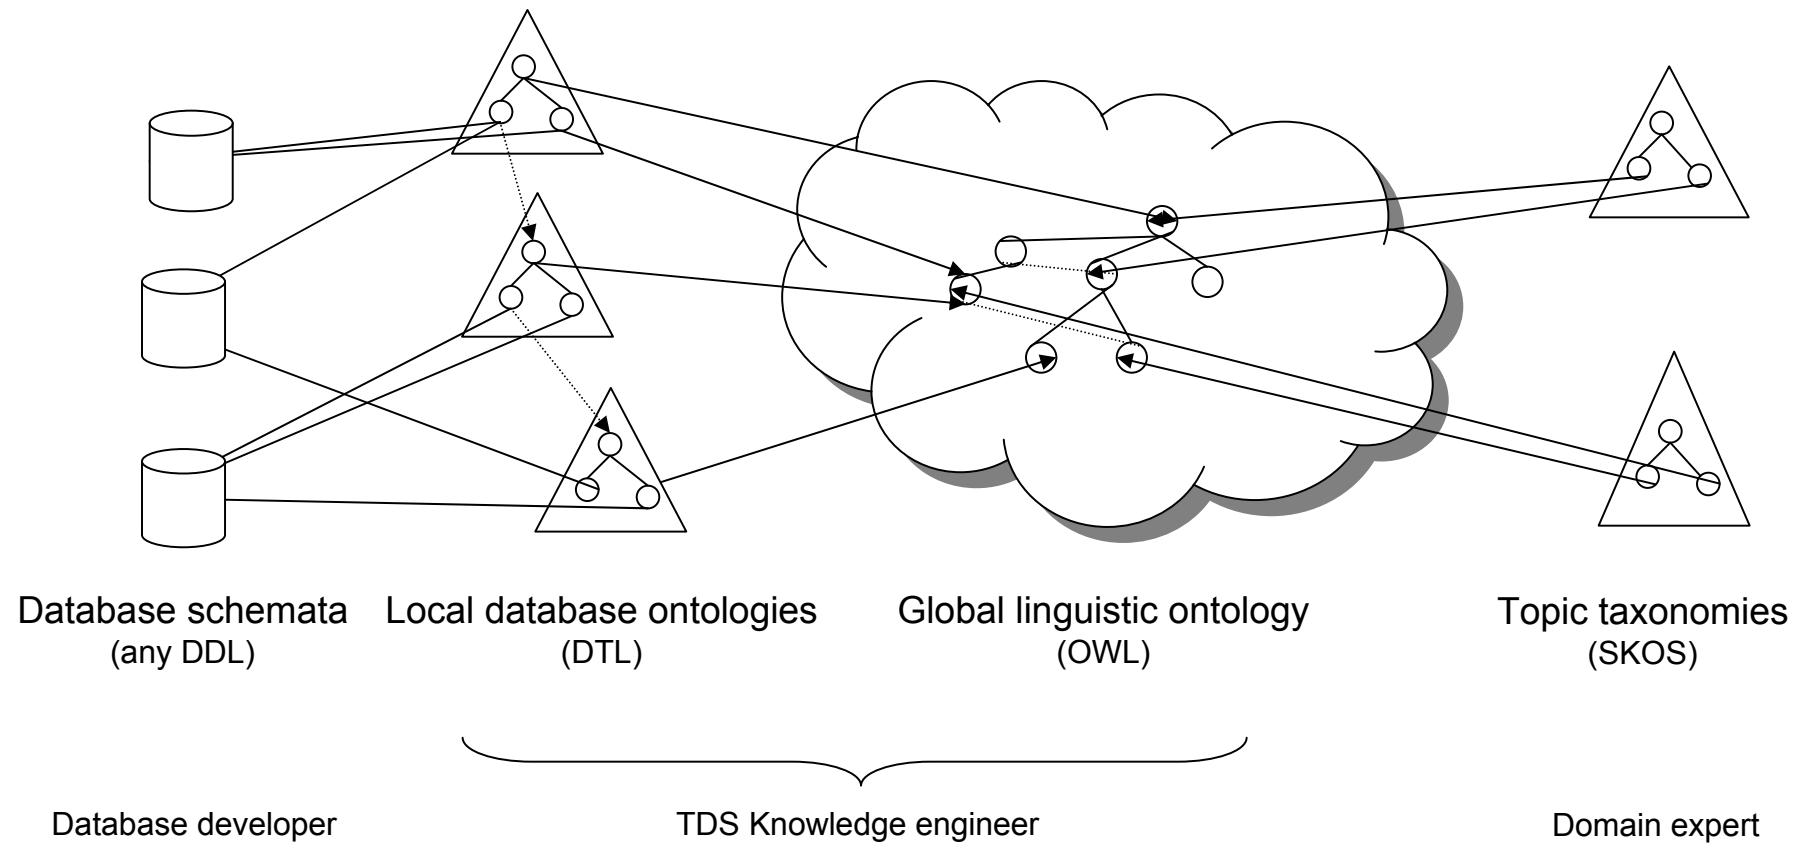 Database schemata
(any DDL)
Local database ontologies
(DTL)
Global linguistic ontology
(OWL)
Topic taxonomies
(SKOS)
Database developer
TDS Knowledge engineer
Domain expert